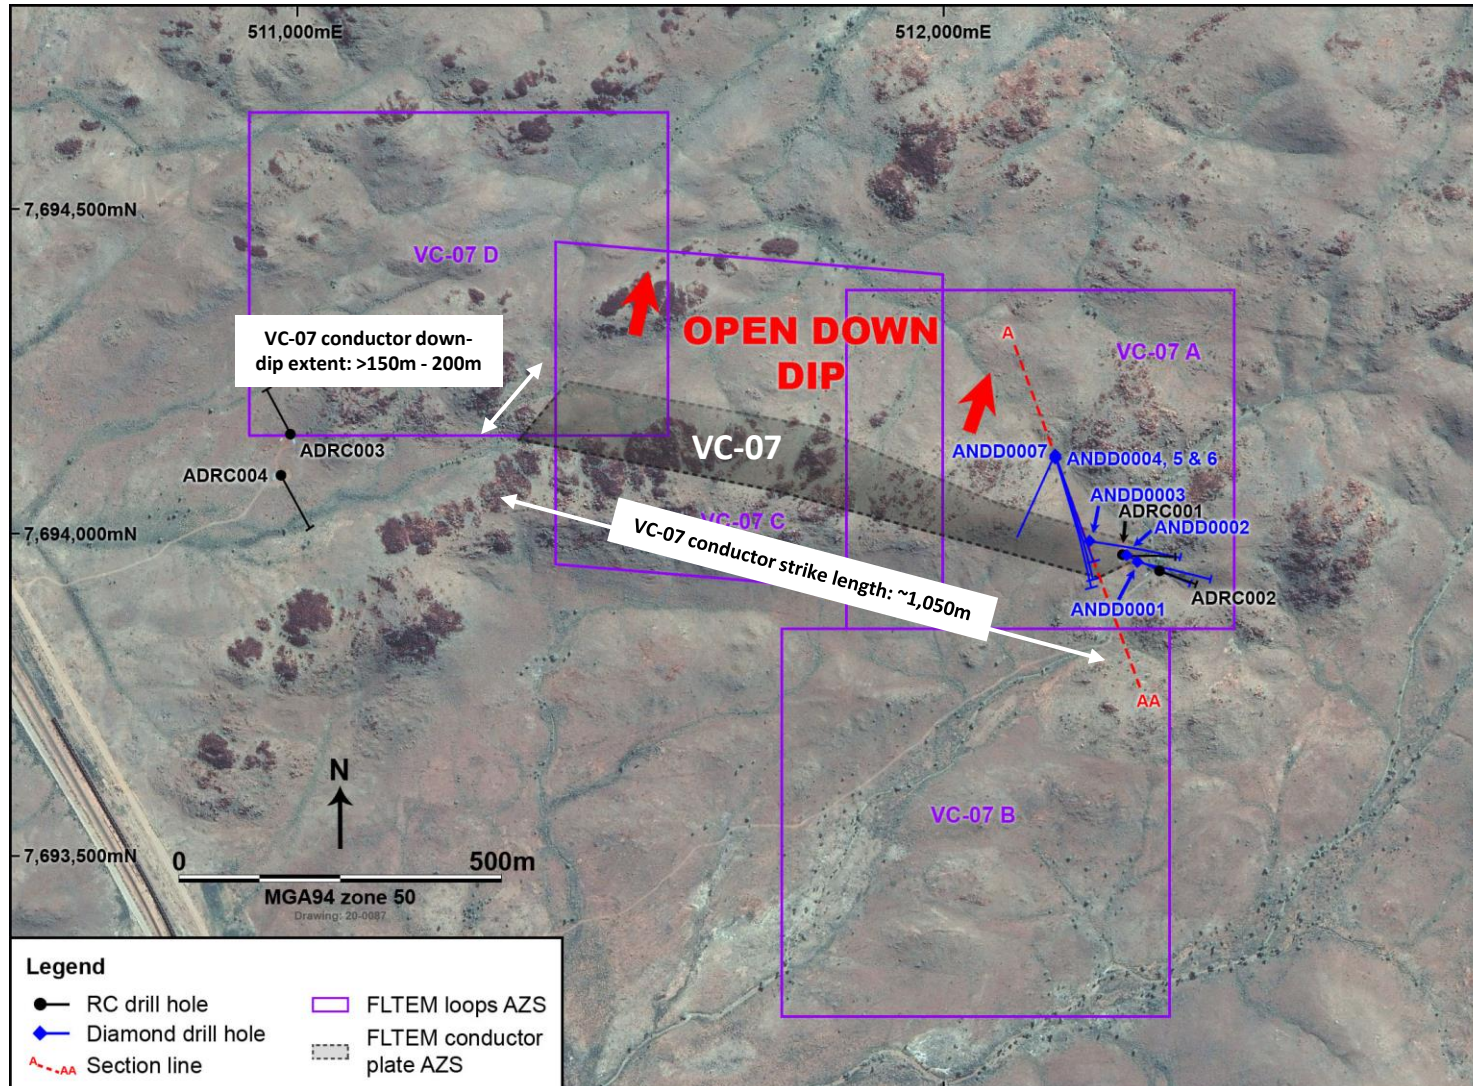 511,000mE
512,000mE
7,694,500mN
VC-07 D
OPEN DOWN
DIP
A
VC-07 A
VC-07 conductor down-
dip extent: >150m - 200m
ADRC003
ADRC004
VC-07
ANDD0007
ANDD0004, 5 & 6
ANDD0003
ADRC001
ANDD0002
7,694,000mN
VC-07 C
VC-07 conductor strike length: ~1,050m
ANDD0001
ADRC002
AA
N
VC-07 B
7,693,500mN
0
500m
MGA94 zone 50
Drawing: 20-0087
Legend
RC drill hole
Diamond drill hole
A AA Section line
FLTEM loops AZS
FLTEM conductor
plate AZS